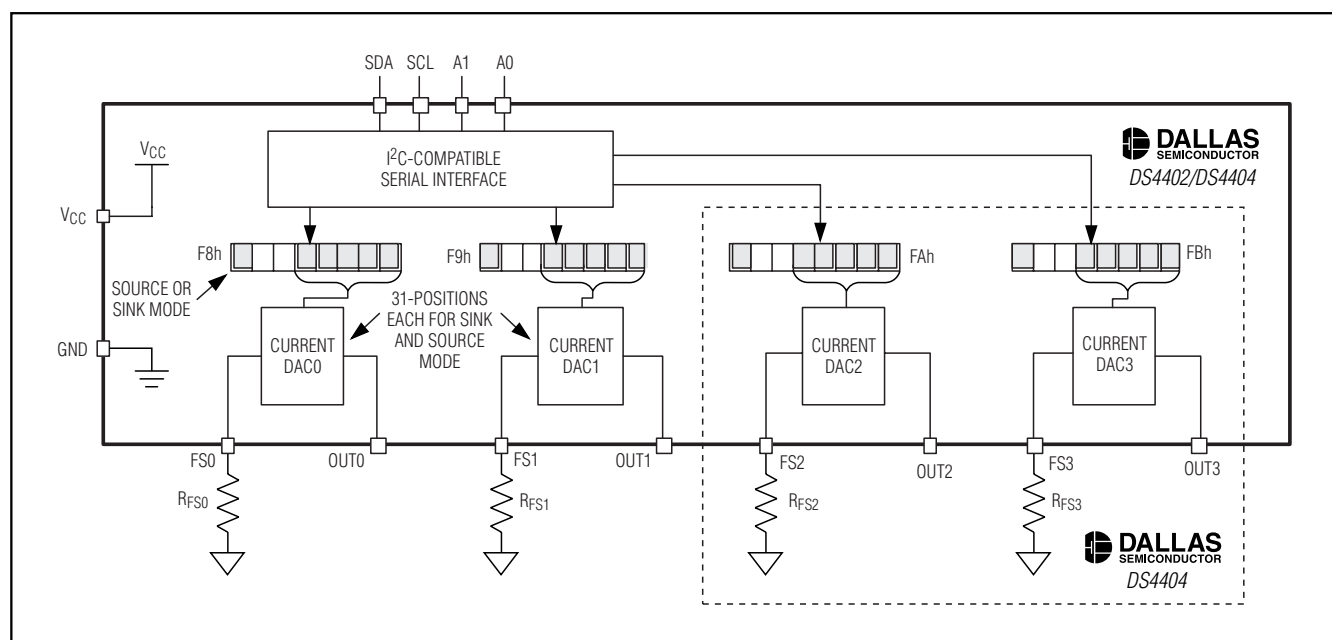 SDA SCL A1 A0
DALLAS
SEMICONDUCTOR
DS4402/DS4404
I²C-COMPATIBLE
SERIAL INTERFACE
VCC
VCC
F8h
F9h
FAh
FBh
SOURCE OR
SINK MODE
31-POSITIONS
EACH FOR SINK
AND SOURCE
MODE
GND
CURRENT
DAC0
CURRENT
DAC1
CURRENT
DAC2
CURRENT
DAC3
FS0
OUT0
FS1
OUT1
FS2
OUT2
FS3
OUT3
RFS0
RFS1
RFS2
RFS3
DALLAS
SEMICONDUCTOR
DS4404